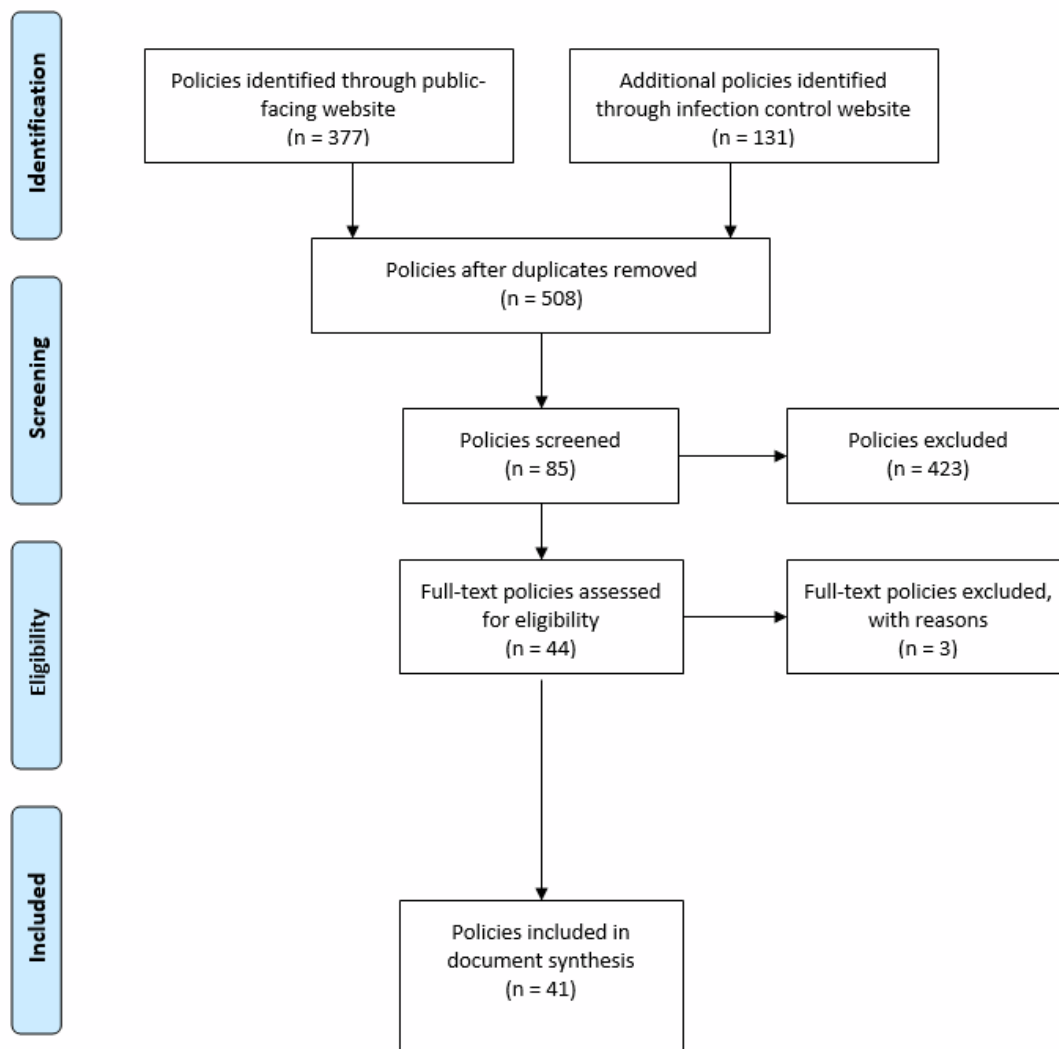 Identification
Policies identified through public-
facing website
(n = 377)
Additional policies identified
through infection control website
(n = 131)
Policies after duplicates removed
(n = 508)
Screening
Policies screened
(n = 85)
Policies excluded
(n = 423)
Eligibility
Full-text policies assessed
for eligibility
(n = 44)
Full-text policies excluded,
with reasons
(n = 3)
Included
Policies included in
document synthesis
(n = 41)